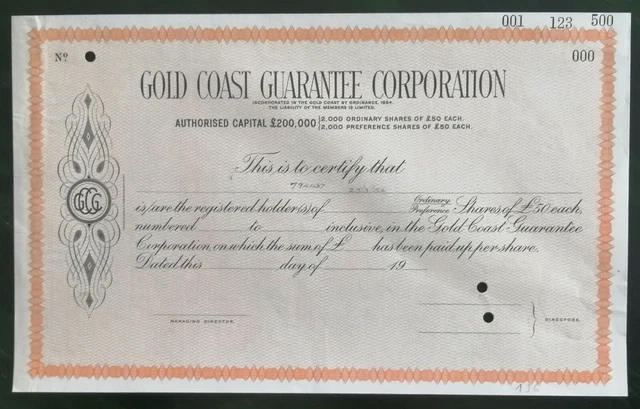 001 123 500
Nº 000
GOLD COAST GUARANTEE CORPORATION
INCORPORATED IN THE GOLD COAST BY ORDINANCE, 1954.
THE LIABILITY OF THE MEMBERS IS LIMITED.
AUTHORISED CAPITAL £200,000 { 2,000 ORDINARY SHARES OF £50 EACH.
2,000 PREFERENCE SHARES OF £50 EACH.
This is to certify that
is/are the registered holder(s) of Ordinary Preference Shares of £50 each,
GCG
numbered to inclusive, in the Gold Coast Guarantee
Corporation, on which the sum of £ has been paid up per share.
Dated this day of 19
MANAGING DIRECTOR. } DIRECTORS.